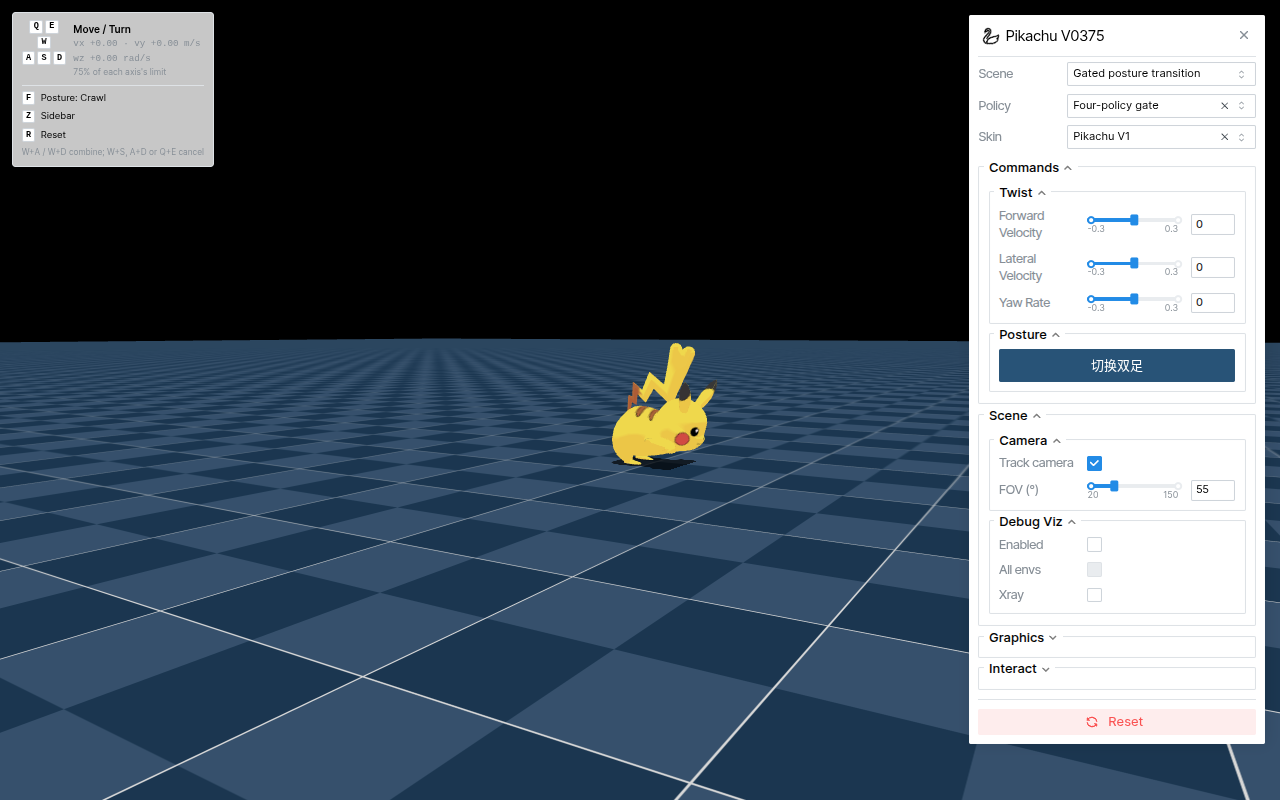 Q E
W
A S D
Move / Turn
vx +0.00 · vy +0.00 m/s
wz +0.00 rad/s
75% of each axis's limit
F Posture: Crawl
Z Sidebar
R Reset
W+A / W+D combine; W+S, A+D or Q+E cancel
Pikachu V0375
Scene Gated posture transition
Policy Four-policy gate
Skin Pikachu V1
Commands
Twist
Forward Velocity -0.3 0.3 0
Lateral Velocity -0.3 0.3 0
Yaw Rate -0.3 0.3 0
Posture
切换双足
Scene
Camera
Track camera
FOV (°) 20 150 55
Debug Viz
Enabled
All envs
Xray
Graphics
Interact
Reset